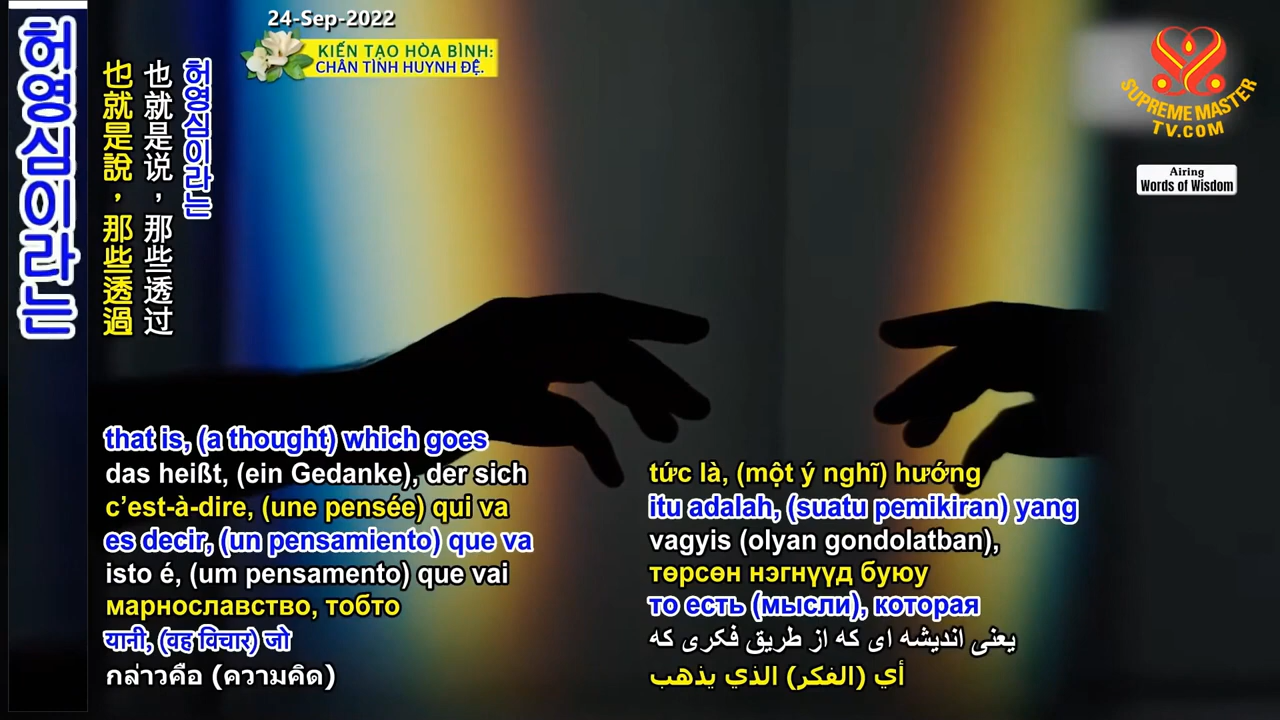 24-Sep-2022
KIẾN TẠO HÒA BÌNH:
CHÂN TÌNH HUYNH ĐỆ.
SUPREME MASTER
TV.COM
Airing
Words of Wisdom
허영심이라는
也就是說，那些透過
也就是说，那些透过
허영심이라는
that is, (a thought) which goes
das heißt, (ein Gedanke), der sich
c’est-à-dire, (une pensée) qui va
es decir, (un pensamiento) que va
isto é, (um pensamento) que vai
марнославство, тобто
यानी, (वह विचार) जो
กล่าวคือ (ความคิด)
tức là, (một ý nghĩ) hướng
itu adalah, (suatu pemikiran) yang
vagyis (olyan gondolatban),
төрсөн нэгнүүд буюу
то есть (мысли), которая
یعنی اندیشه ای که از طریق فکری که
أي (الفكر) الذي يذهب